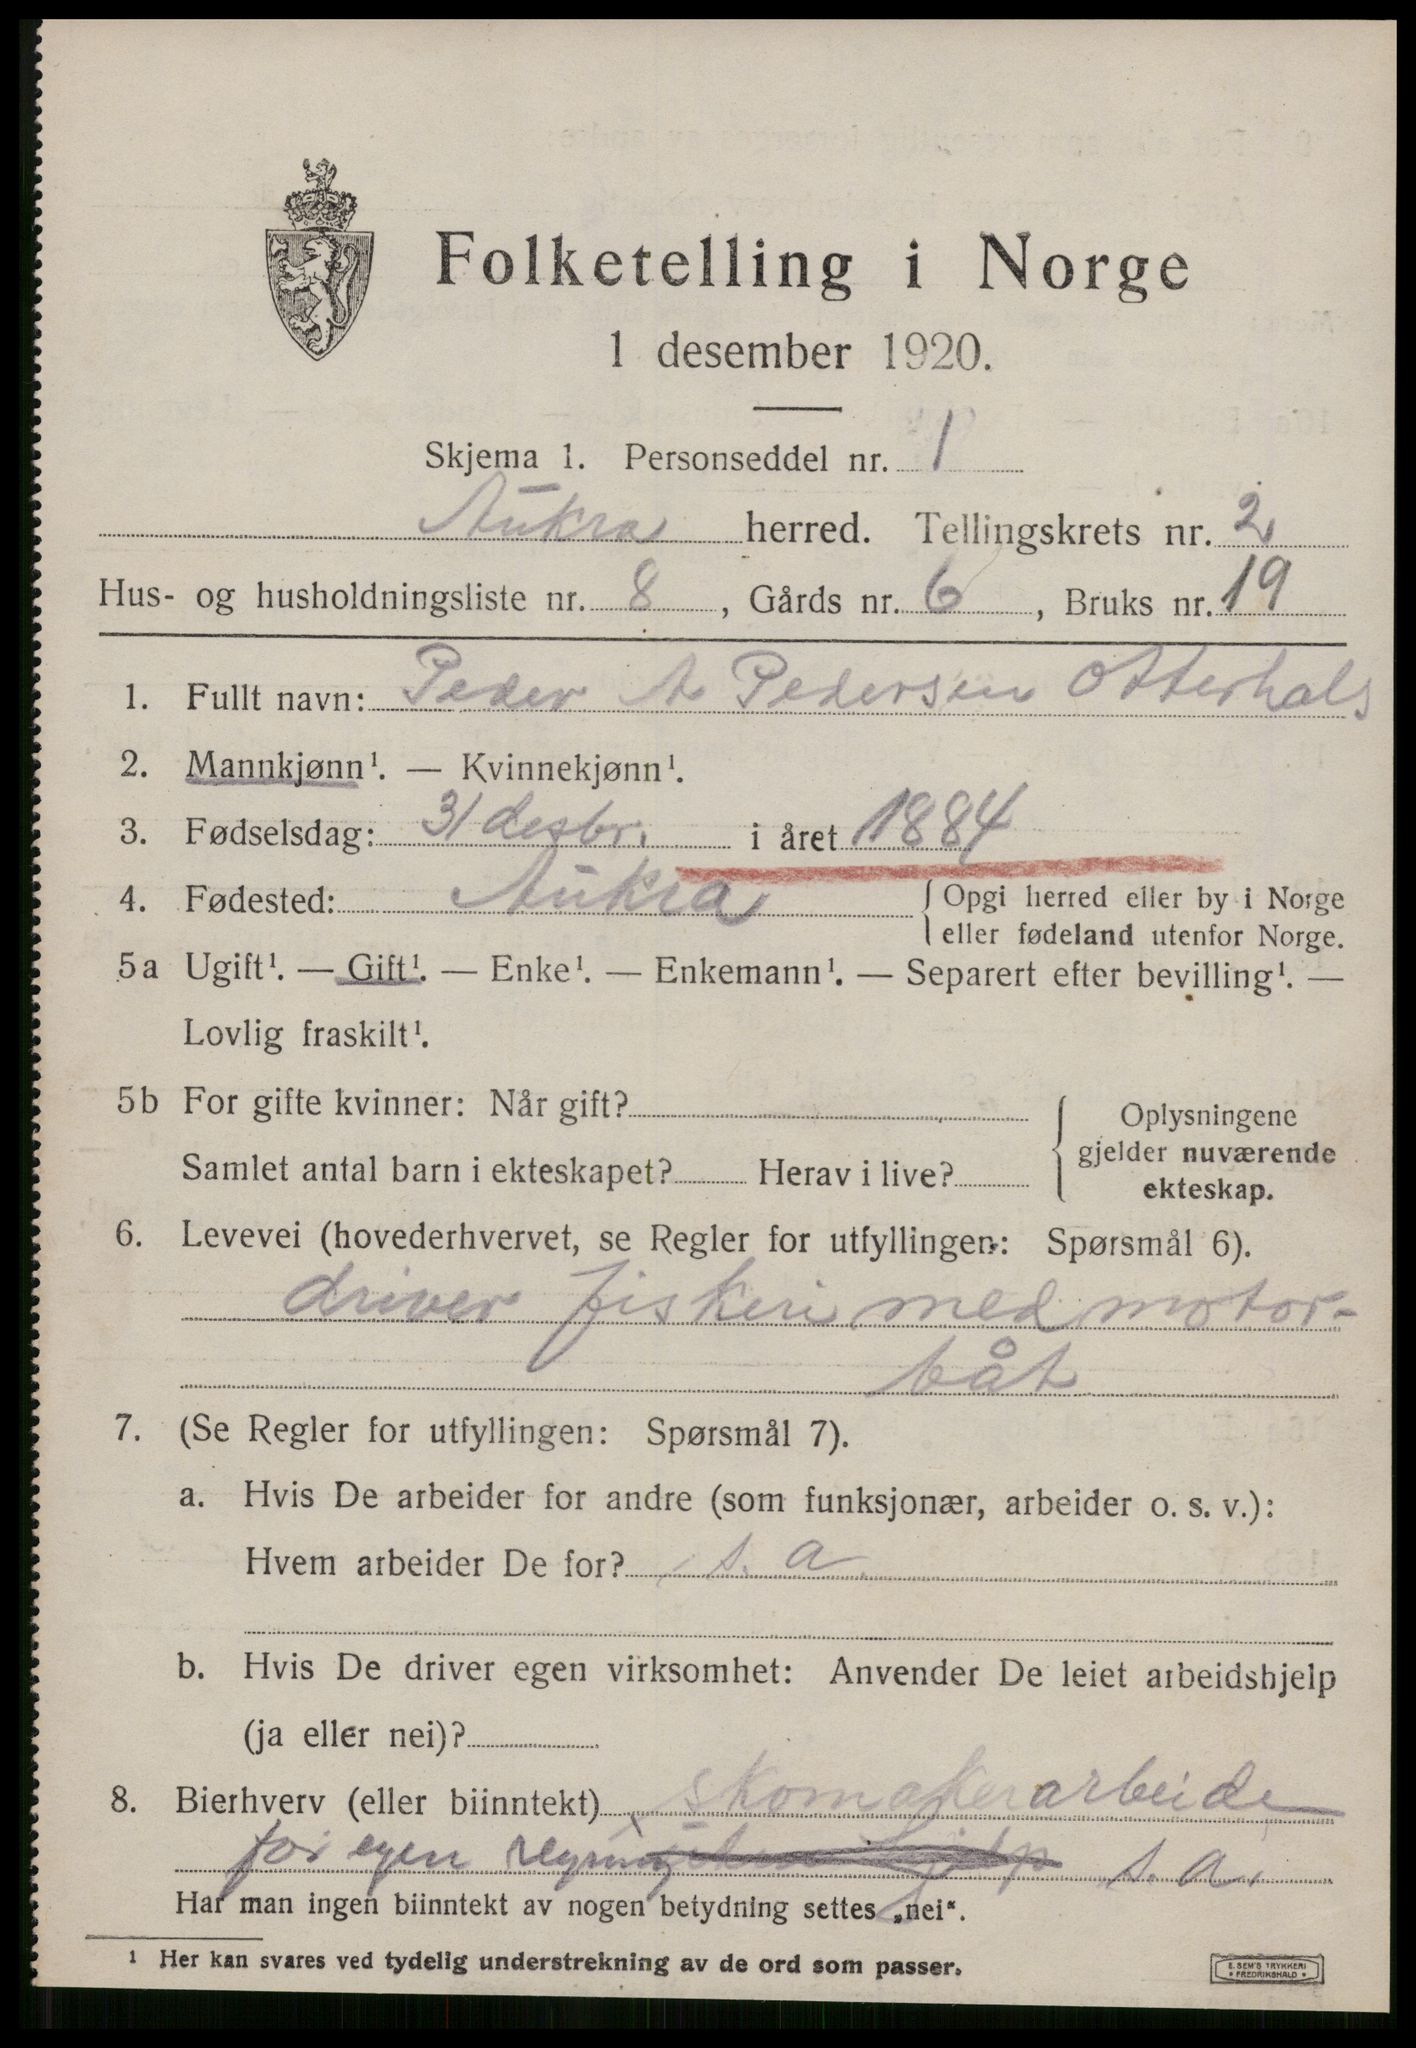 Folketelling i Norge
1 desember 1920.
Skjema 1. Personseddel nr. 1
Aukra herred. Tellingskrets nr. 2
Hus- og husholdningsliste nr. 8, Gårds nr. 6, Bruks nr. 19
1. Fullt navn: Peder A Pedersen Otterhals
2. Mannkjønn¹. — Kvinnekjønn¹.
3. Fødselsdag: 31 desbr. i året 1884
4. Fødested: Aukra { Opgi herred eller by i Norge
eller fødeland utenfor Norge.
5a Ugift¹. — Gift¹. — Enke¹. — Enkemann¹. — Separert efter bevilling¹. —
Lovlig fraskilt¹.
5b For gifte kvinner: Når gift?
Samlet antal barn i ekteskapet? Herav i live?
{ Oplysningene
gjelder nuværende
ekteskap.
6. Levevei (hovederhvervet, se Regler for utfyllingen: Spørsmål 6).
driver fiskeri med motor-
båt
7. (Se Regler for utfyllingen: Spørsmål 7).
a. Hvis De arbeider for andre (som funksjonær, arbeider o. s. v.):
Hvem arbeider De for? s. a.
b. Hvis De driver egen virksomhet: Anvender De leiet arbeidshjelp
(ja eller nei)?
8. Bierhverv (eller biinntekt) skomakerarbeide
for egen regning s. a.
Har man ingen biinntekt av nogen betydning settes „nei“.
¹ Her kan svares ved tydelig understrekning av de ord som passer.
E. SEM'S TRYKKERI
* FREDRIKSHALD *